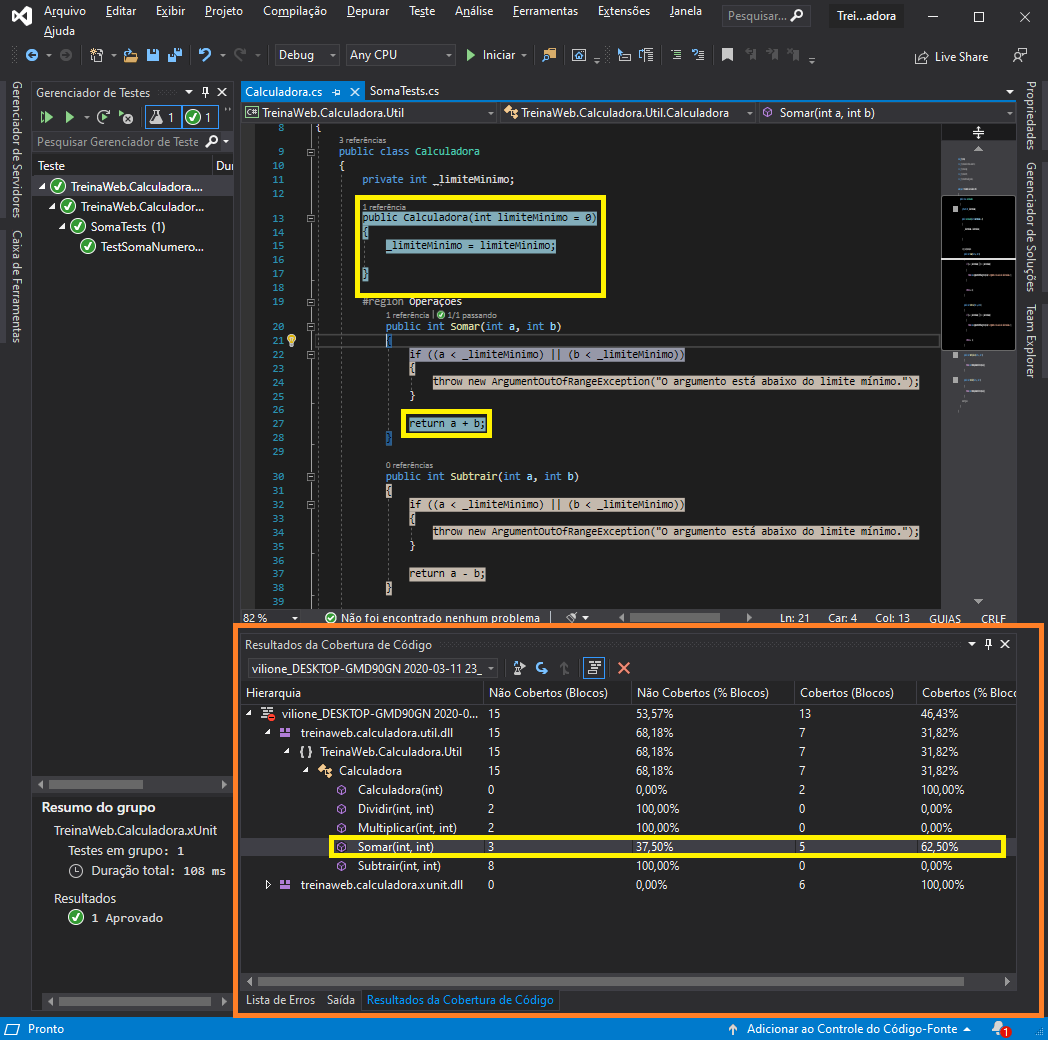 Arquivo Editar Exibir Projeto Compilação Depurar Teste Análise Ferramentas Extensões Janela Pesquisar... Trei...adora
Ajuda
Debug Any CPU Iniciar Live Share
Gerenciador de Servidores
Caixa de Ferramentas
Gerenciador de Testes
1 1
Pesquisar Gerenciador de Teste
Teste Dur
TreinaWeb.Calculadora....
TreinaWeb.Calculador...
SomaTests (1)
TestSomaNumero...
Resumo do grupo
TreinaWeb.Calculadora.xUnit
Testes em grupo: 1
Duração total: 108 ms
Resultados
1 Aprovado
Calculadora.cs SomaTests.cs
C# TreinaWeb.Calculadora.Util TreinaWeb.Calculadora.Util.Calculadora Somar(int a, int b)
8 {
3 referências
9 public class Calculadora
10 {
11 private int _limiteMinimo;
12
1 referência
13 public Calculadora(int limiteMinimo = 0)
14 {
15 _limiteMinimo = limiteMinimo;
16
17 }
18
19 #region Operações
1 referência | 1/1 passando
20 public int Somar(int a, int b)
21 {
22 if ((a < _limiteMinimo) || (b < _limiteMinimo))
23 {
24 throw new ArgumentOutOfRangeException("O argumento está abaixo do limite mínimo.");
25 }
26
27 return a + b;
28 }
29
0 referências
30 public int Subtrair(int a, int b)
31 {
32 if ((a < _limiteMinimo) || (b < _limiteMinimo))
33 {
34 throw new ArgumentOutOfRangeException("O argumento está abaixo do limite mínimo.");
35 }
36
37 return a - b;
38 }
39
82 % Não foi encontrado nenhum problema Ln: 21 Car: 4 Col: 13 GUIAS CRLF
Propriedades
Gerenciador de Soluções
Team Explorer
Resultados da Cobertura de Código
vilione_DESKTOP-GMD90GN 2020-03-11 23_
Hierarquia Não Cobertos (Blocos) Não Cobertos (% Blocos) Cobertos (Blocos) Cobertos (% Bloco
vilione_DESKTOP-GMD90GN 2020-0... 15 53,57% 13 46,43%
treinaweb.calculadora.util.dll 15 68,18% 7 31,82%
{ } TreinaWeb.Calculadora.Util 15 68,18% 7 31,82%
Calculadora 15 68,18% 7 31,82%
Calculadora(int) 0 0,00% 2 100,00%
Dividir(int, int) 2 100,00% 0 0,00%
Multiplicar(int, int) 2 100,00% 0 0,00%
Somar(int, int) 3 37,50% 5 62,50%
Subtrair(int, int) 8 100,00% 0 0,00%
treinaweb.calculadora.xunit.dll 0 0,00% 6 100,00%
Lista de Erros Saída Resultados da Cobertura de Código
Pronto Adicionar ao Controle do Código-Fonte 1